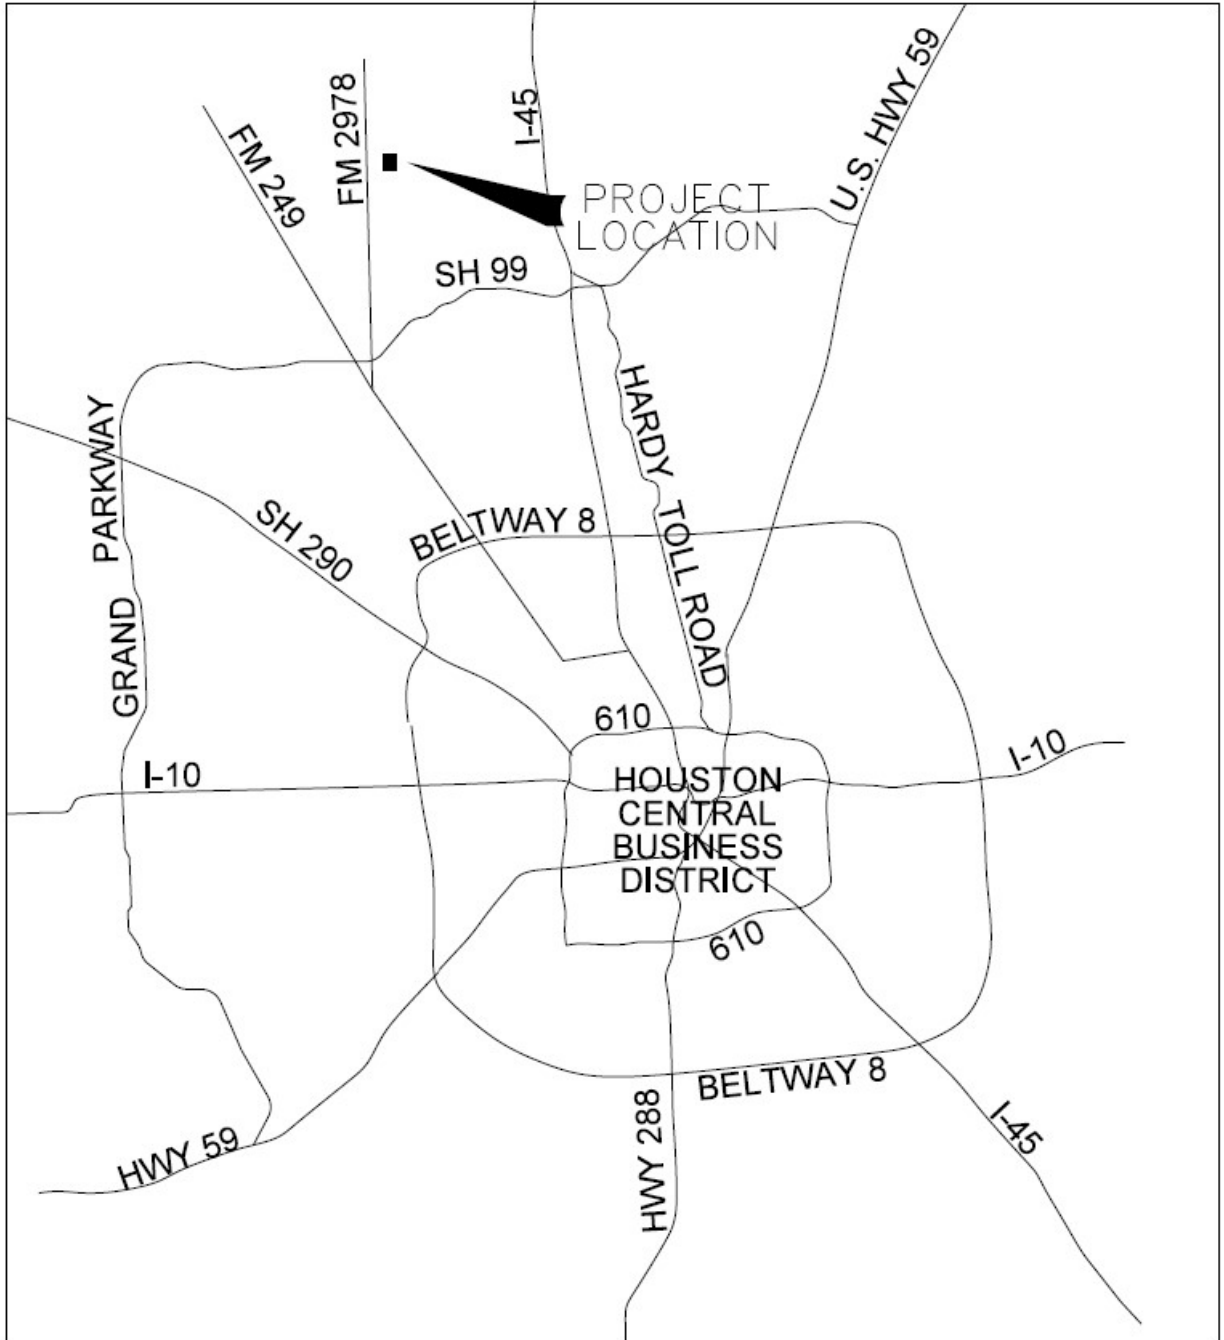 U.S. HWY 59
I-45
FM 2978
FM 249
PROJECT
LOCATION
SH 99
HARDY TOLL ROAD
GRAND PARKWAY
SH 290
BELTWAY 8
610
I-10
I-10
HOUSTON
CENTRAL
BUSINESS
DISTRICT
610
BELTWAY 8
HWY 288
I-45
HWY 59